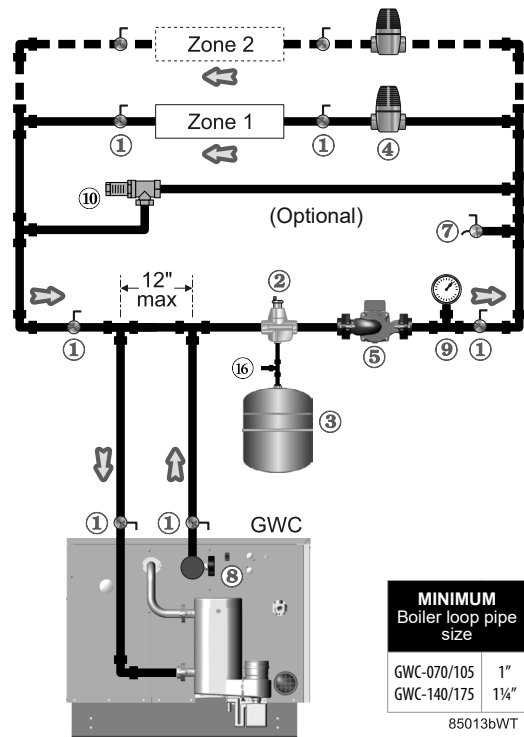 Zone 2
Zone 1
① ① ④
⑩
(Optional)
⑦
12"
max
②
① ⑤ ⑨ ①
⑯
③
① ①
GWC
⑧
MINIMUM
Boiler loop pipe
size
GWC-070/105 1”
GWC-140/175 1¼”
85013bWT